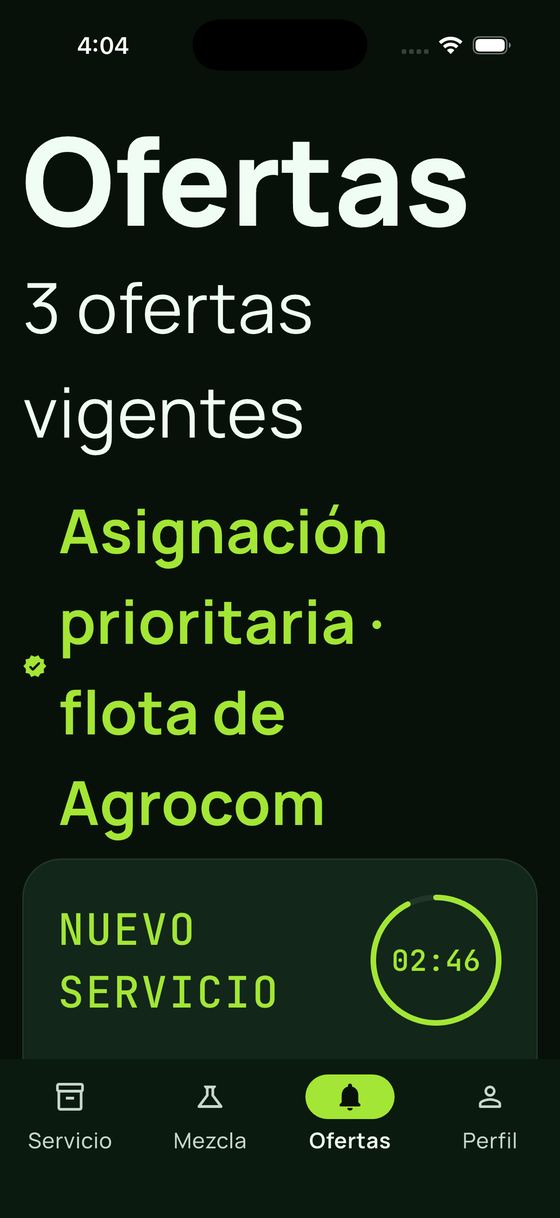 4:04
Ofertas
3 ofertas
vigentes
Asignación
prioritaria ·
flota de
Agrocom
NUEVO
SERVICIO
02:46
Servicio
Mezcla
Ofertas
Perfil